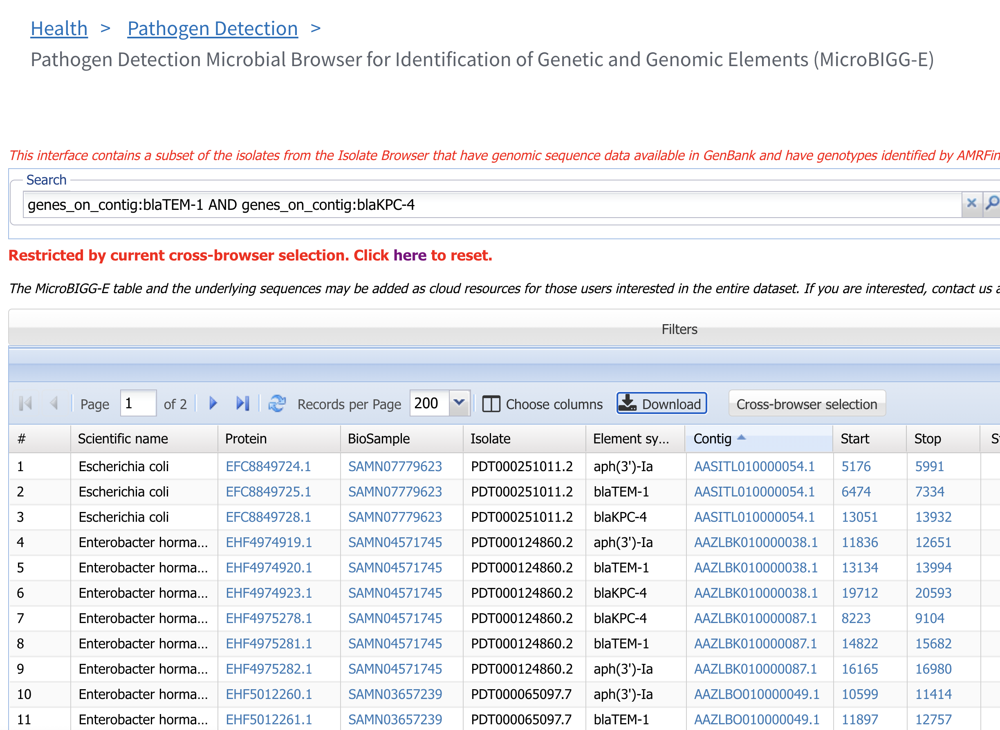 Health > Pathogen Detection >
Pathogen Detection Microbial Browser for Identification of Genetic and Genomic Elements (MicroBIGG-E)
This interface contains a subset of the isolates from the Isolate Browser that have genomic sequence data available in GenBank and have genotypes identified by AMRFin
Search
genes_on_contig:blaTEM-1 AND genes_on_contig:blaKPC-4
Restricted by current cross-browser selection. Click here to reset.
The MicroBIGG-E table and the underlying sequences may be added as cloud resources for those users interested in the entire dataset. If you are interested, contact us a
Filters
Page 1 of 2 Records per Page 200 Choose columns Download Cross-browser selection
# Scientific name Protein BioSample Isolate Element sy... Contig Start Stop St
1 Escherichia coli EFC8849724.1 SAMN07779623 PDT000251011.2 aph(3')-Ia AASITL010000054.1 5176 5991
2 Escherichia coli EFC8849725.1 SAMN07779623 PDT000251011.2 blaTEM-1 AASITL010000054.1 6474 7334
3 Escherichia coli EFC8849728.1 SAMN07779623 PDT000251011.2 blaKPC-4 AASITL010000054.1 13051 13932
4 Enterobacter horma... EHF4974919.1 SAMN04571745 PDT000124860.2 aph(3')-Ia AAZLBK010000038.1 11836 12651
5 Enterobacter horma... EHF4974920.1 SAMN04571745 PDT000124860.2 blaTEM-1 AAZLBK010000038.1 13134 13994
6 Enterobacter horma... EHF4974923.1 SAMN04571745 PDT000124860.2 blaKPC-4 AAZLBK010000038.1 19712 20593
7 Enterobacter horma... EHF4975278.1 SAMN04571745 PDT000124860.2 blaKPC-4 AAZLBK010000087.1 8223 9104
8 Enterobacter horma... EHF4975281.1 SAMN04571745 PDT000124860.2 blaTEM-1 AAZLBK010000087.1 14822 15682
9 Enterobacter horma... EHF4975282.1 SAMN04571745 PDT000124860.2 aph(3')-Ia AAZLBK010000087.1 16165 16980
10 Enterobacter horma... EHF5012260.1 SAMN03657239 PDT000065097.7 aph(3')-Ia AAZLBO010000049.1 10599 11414
11 Enterobacter horma... EHF5012261.1 SAMN03657239 PDT000065097.7 blaTEM-1 AAZLBO010000049.1 11897 12757